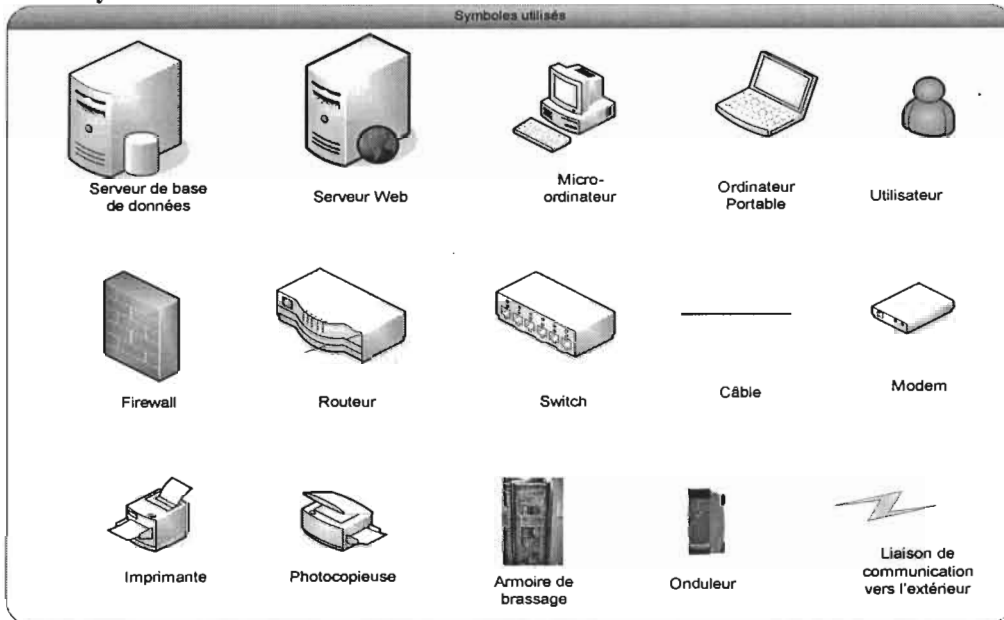 Symboles utilisés
Serveur de base
de données
Serveur Web
Micro-
ordinateur
Ordinateur
Portable
Utilisateur
Firewall
Routeur
Switch
Câble
Modem
Imprimante
Photocopieuse
Armoire de
brassage
Onduleur
Liaison de
communication
vers l'extérieur